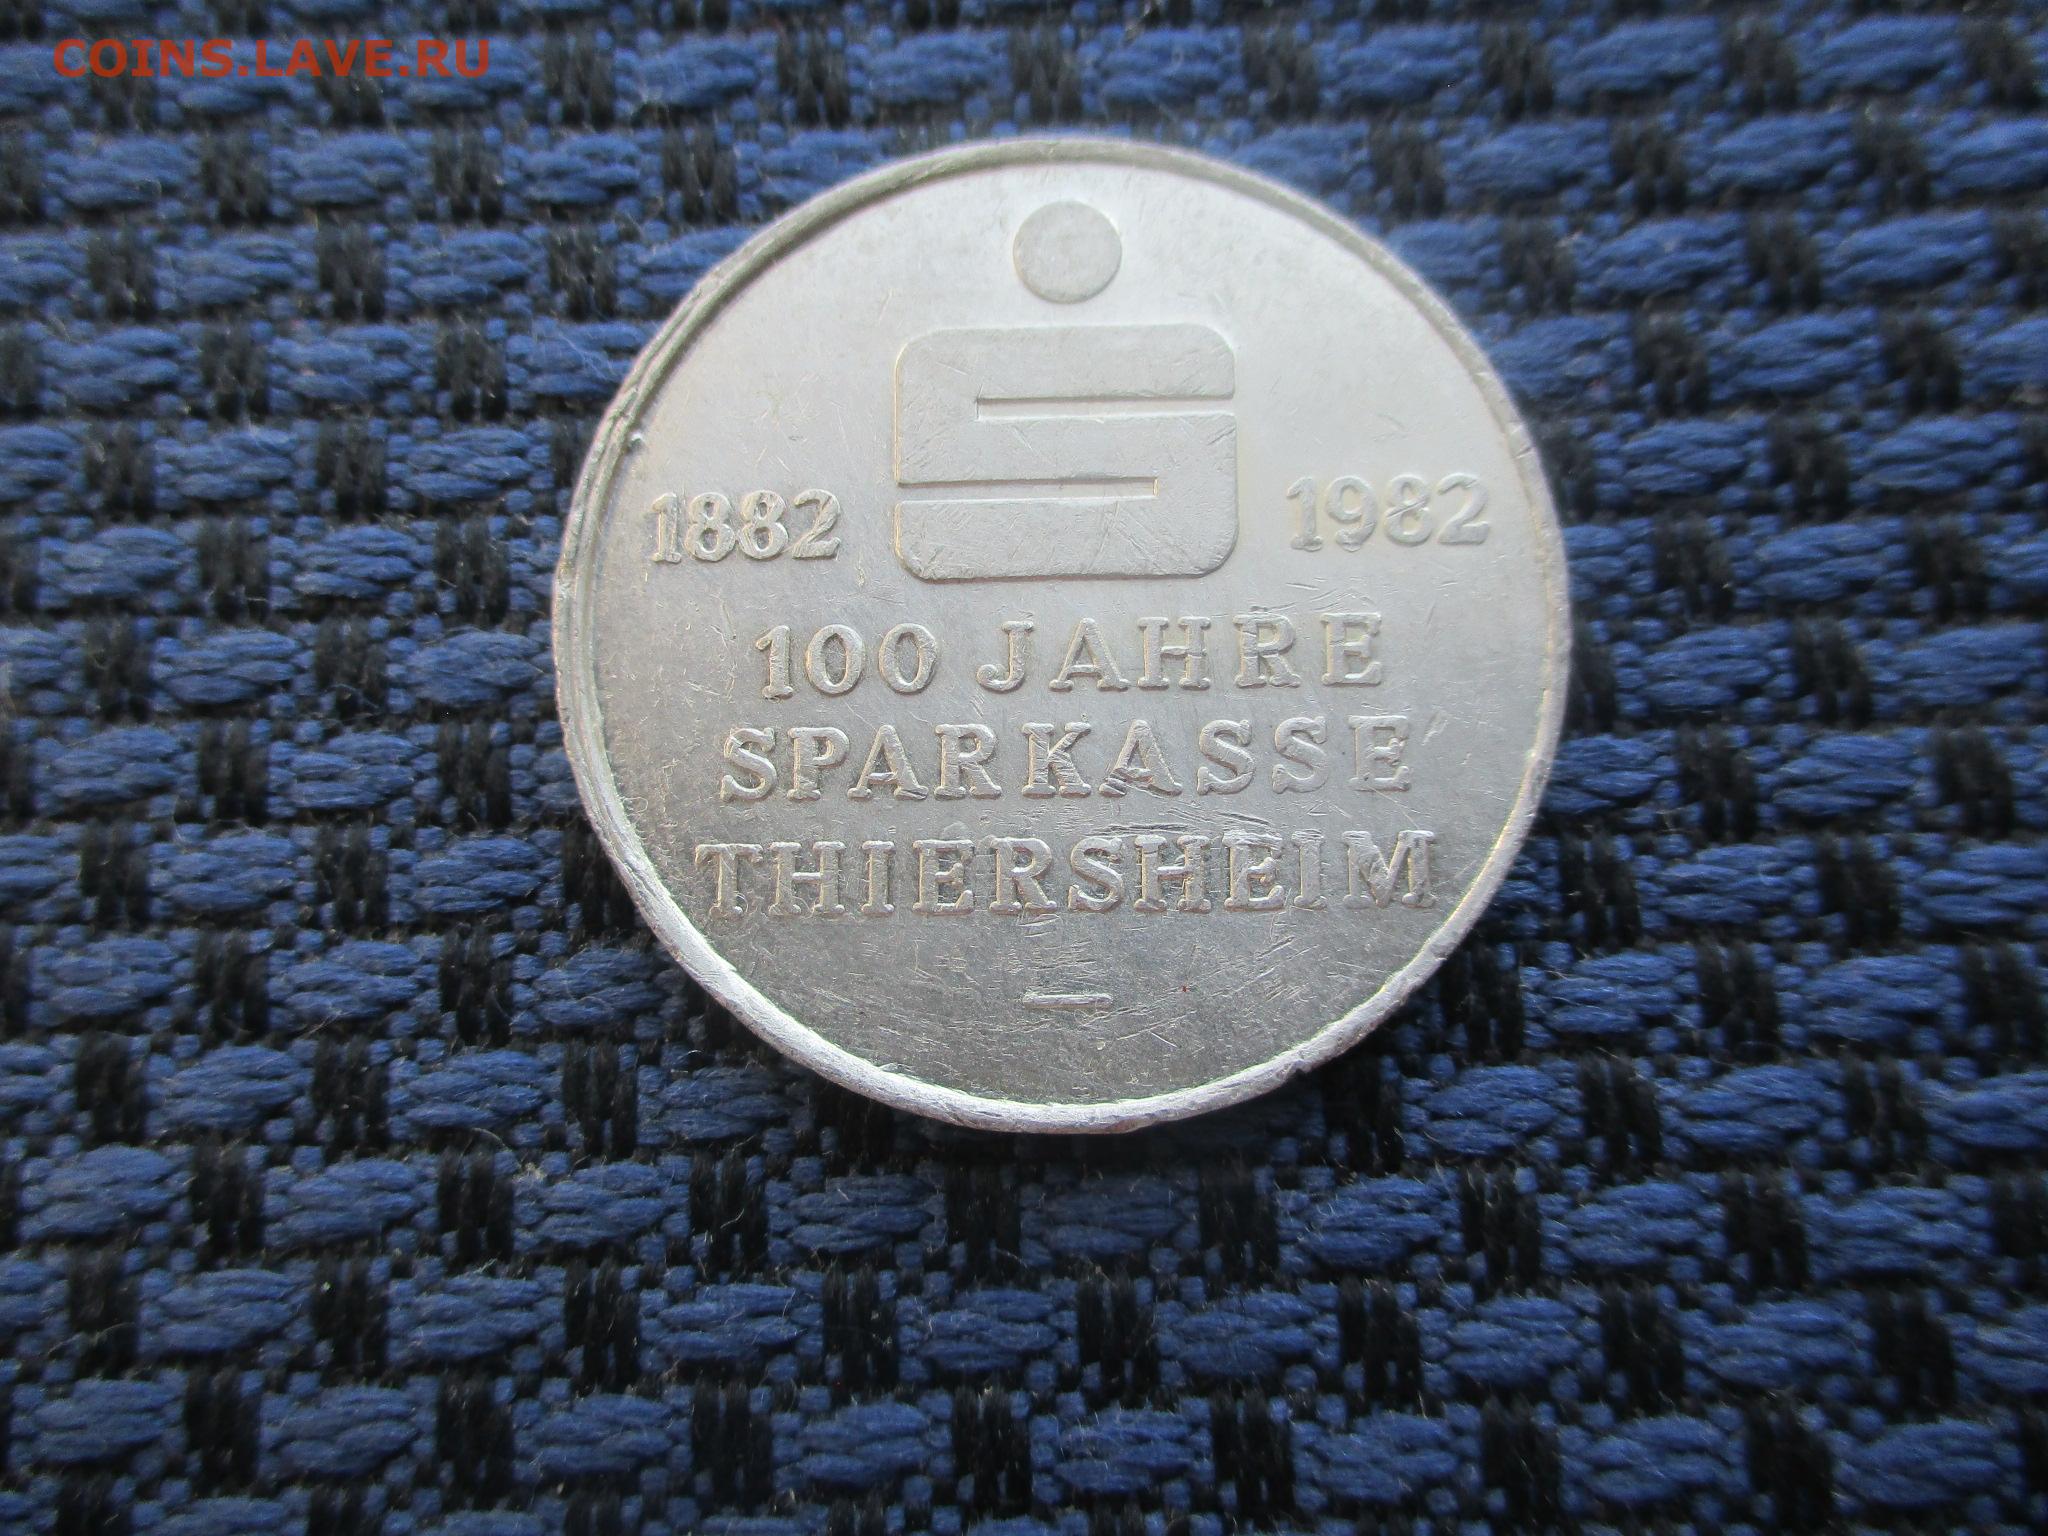 COINS.LAVE.RU
1882 1982
100 JAHRE
SPARKASSE
THIERSHEIM